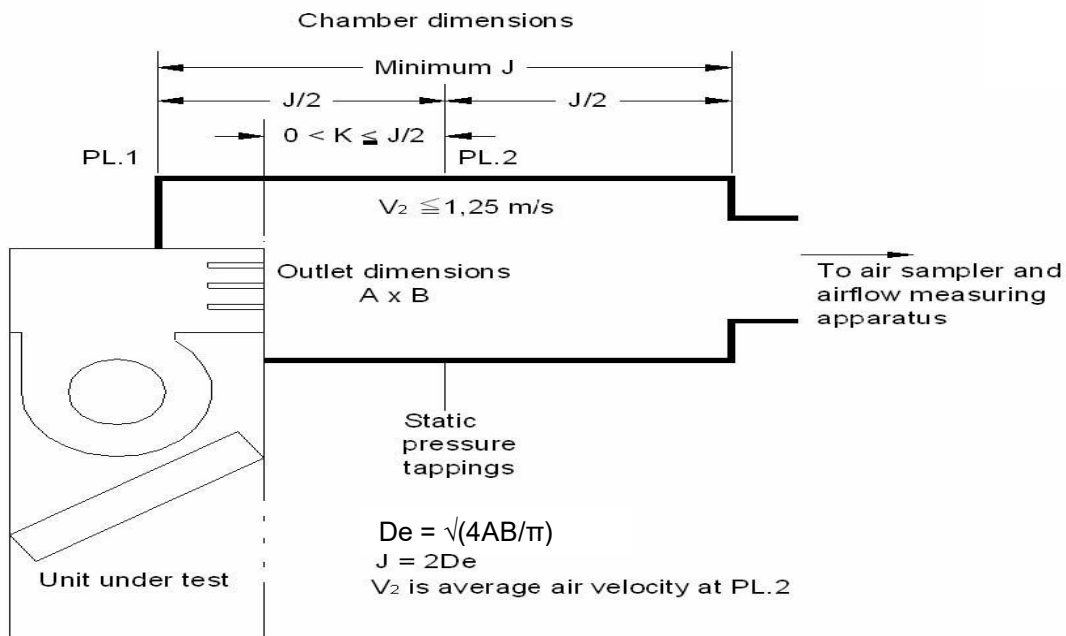 Chamber dimensions
Minimum J
J/2 J/2
0 < K ≦ J/2
PL.1 PL.2
V₂ ≦1,25 m/s
Outlet dimensions
A x B
To air sampler and
airflow measuring
apparatus
Static
pressure
tappings
De = √(4AB/π)
J = 2De
Unit under test
V₂ is average air velocity at PL.2